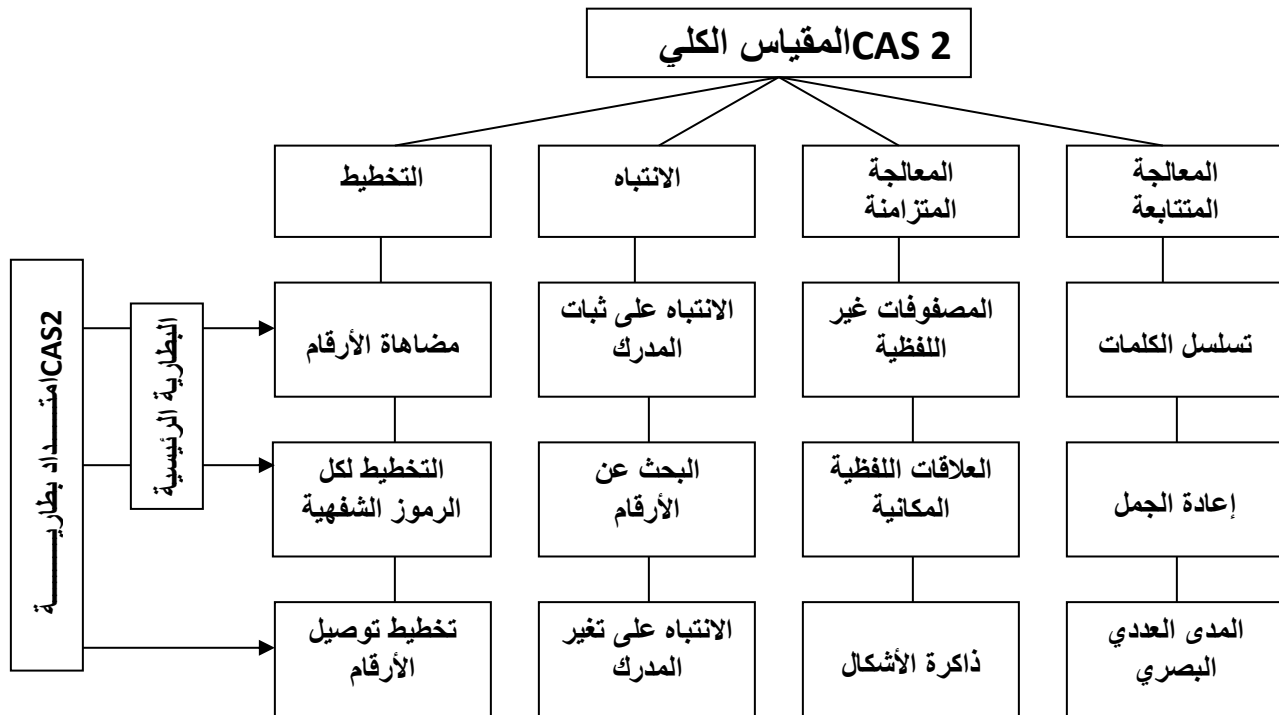 المقياس الكلي CAS 2
المعالجة
المتتابعة
المعالجة
المتزامنة
الانتباه
التخطيط
تسلسل الكلمات
المصفوفات غير
اللفظية
الانتباه على ثبات
المدرك
مضاهاة الأرقام
إعادة الجمل
العلاقات اللفظية
المكانية
البحث عن
الأرقام
التخطيط لكل
الرموز الشفهية
المدى العددي
البصري
ذاكرة الأشكال
الانتباه على تغير
المدرك
تخطيط توصيل
الأرقام
البطارية الرئيسية
امتـــداد بطاريــــــة CAS2